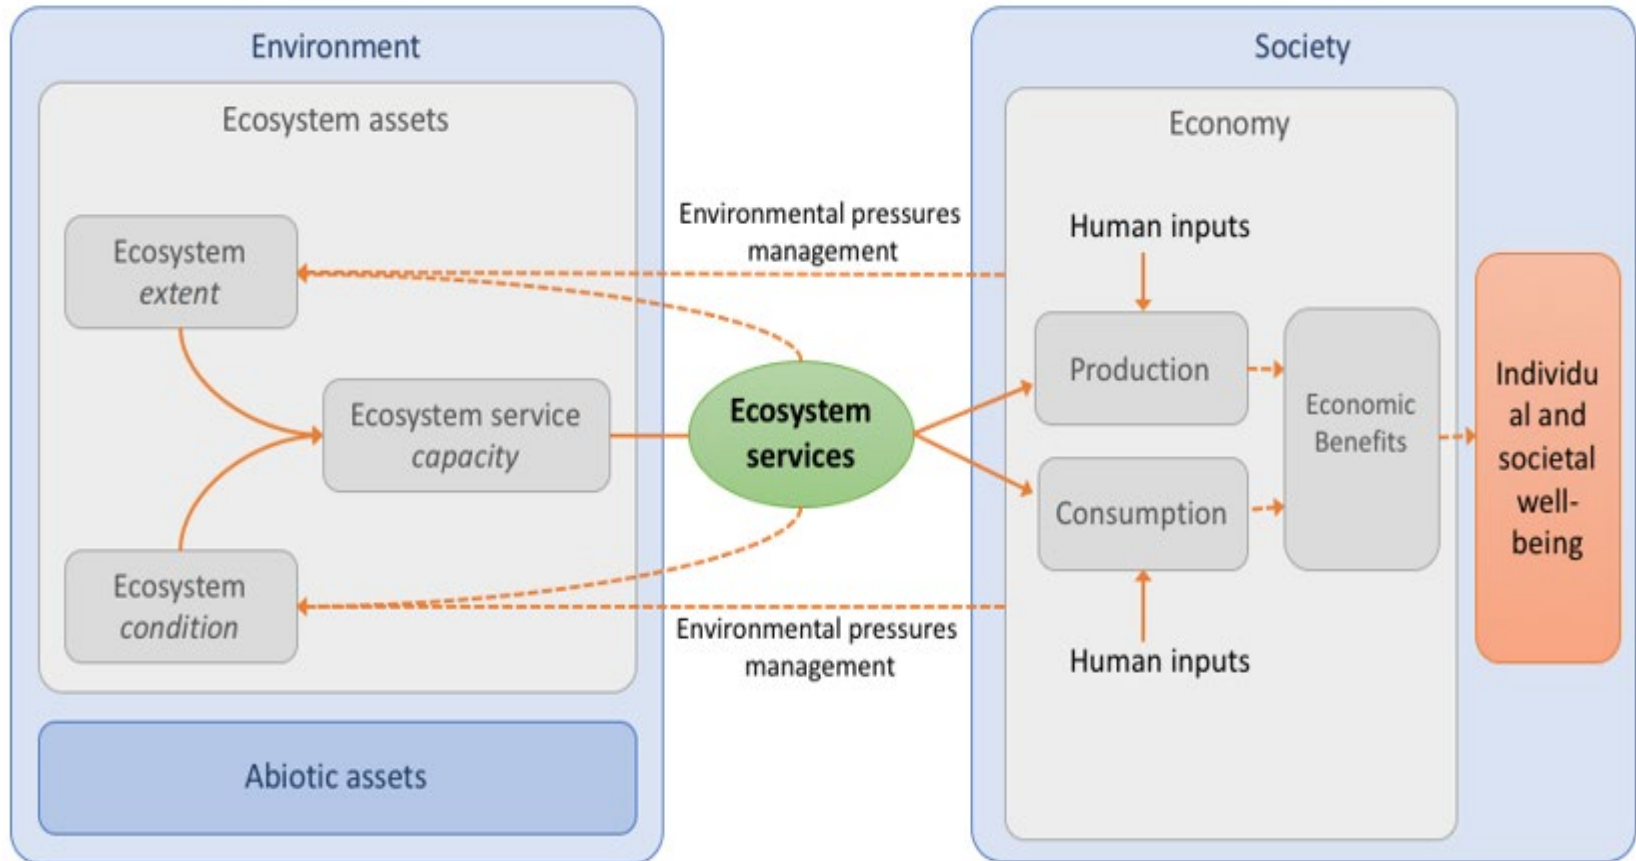 Environment
Ecosystem assets
Ecosystem
extent
Ecosystem service
capacity
Ecosystem
condition
Abiotic assets
Environmental pressures
management
Ecosystem
services
Environmental pressures
management
Society
Economy
Human inputs
Production
Consumption
Human inputs
Economic
Benefits
Individu
al and
societal
well-
being